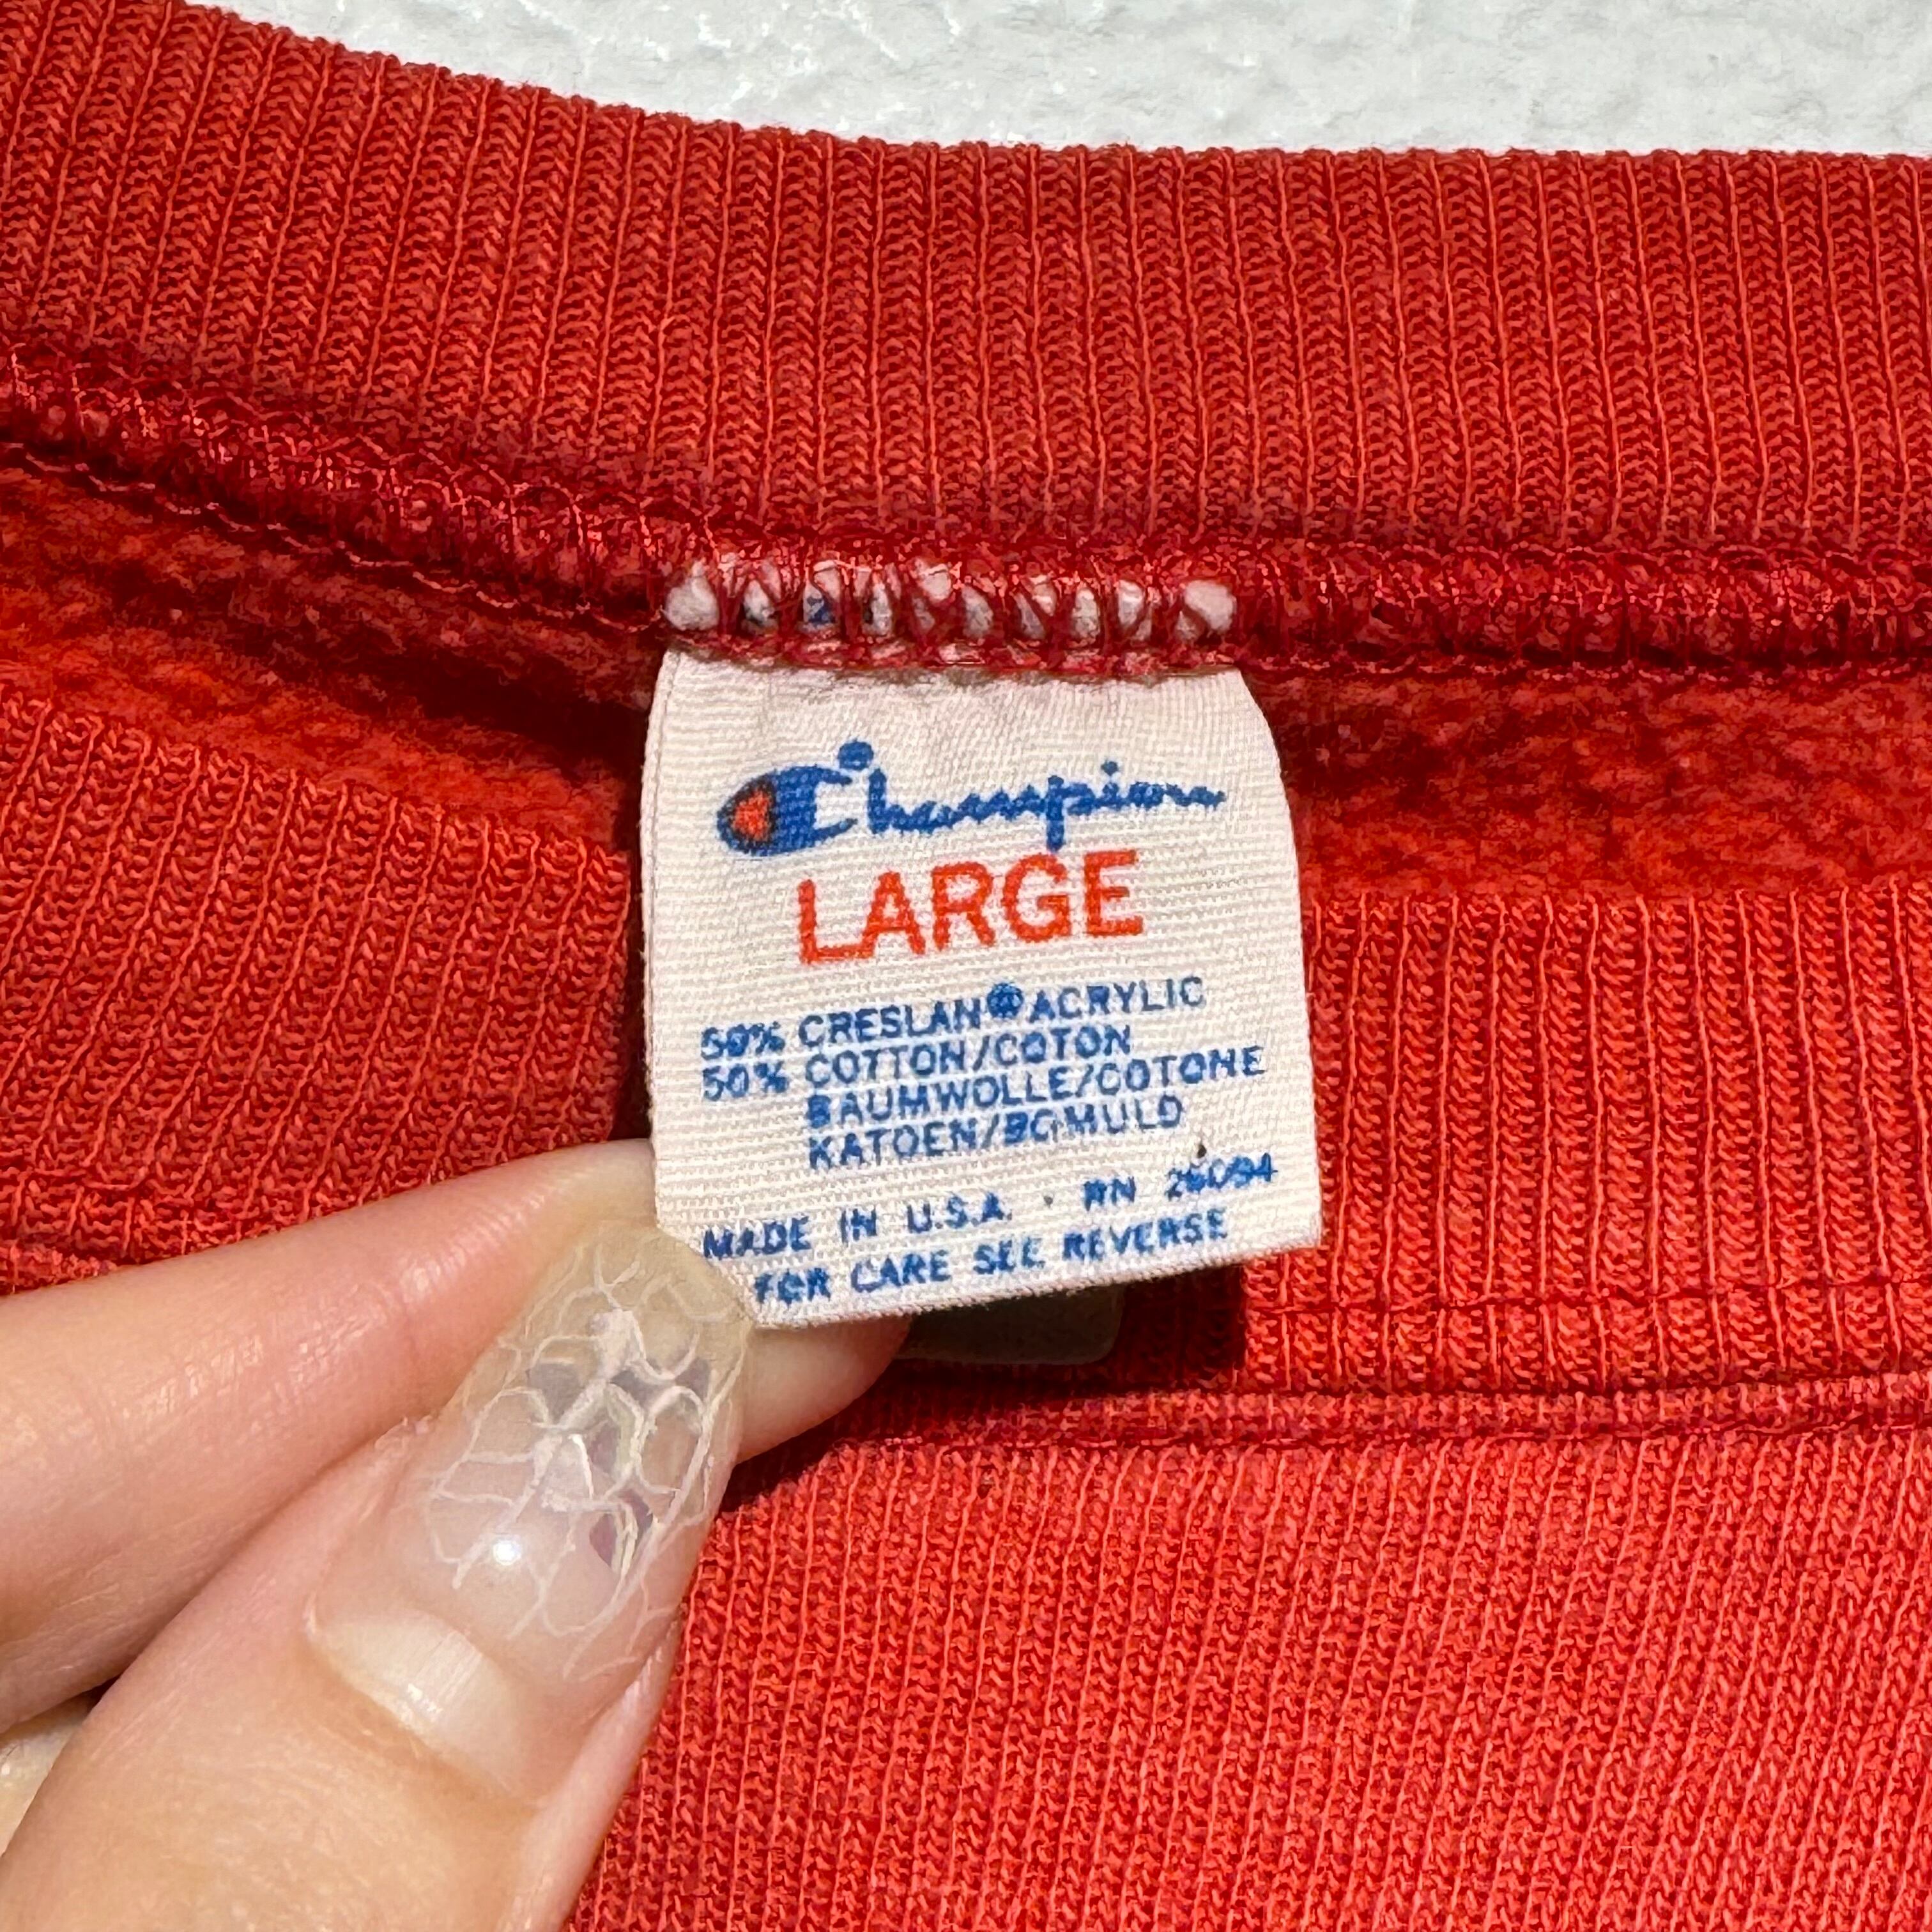 Champion
LARGE
50% CRESLAN® ACRYLIC
50% COTTON/COTON
BAUMWOLLE/COTONE
KATOEN/BOMULD
MADE IN U.S.A. · RN 26094
FOR CARE SEE REVERSE